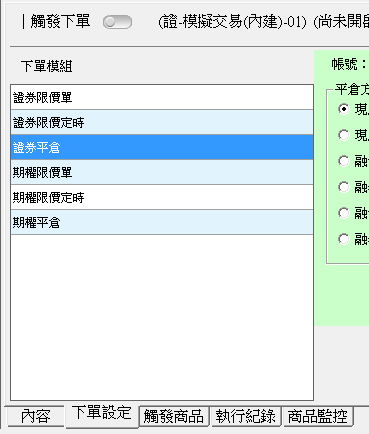 觸發下單 (證-模擬交易(內建)-01) (尚未開啟
下單模組
帳號：
證券限價單
證券限價定時
證券平倉
期權限價單
期權限價定時
期權平倉
平倉方
現
現
融
融
融
融
內容 下單設定 觸發商品 執行紀錄 商品監控